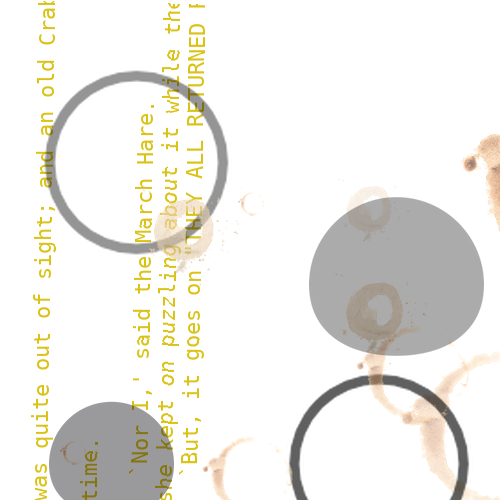 was quite out of sight; and an old Crab
time.
`Nor I,' said the March Hare.
she kept on puzzling about it while the
`But, it goes on "THEY ALL RETURNED